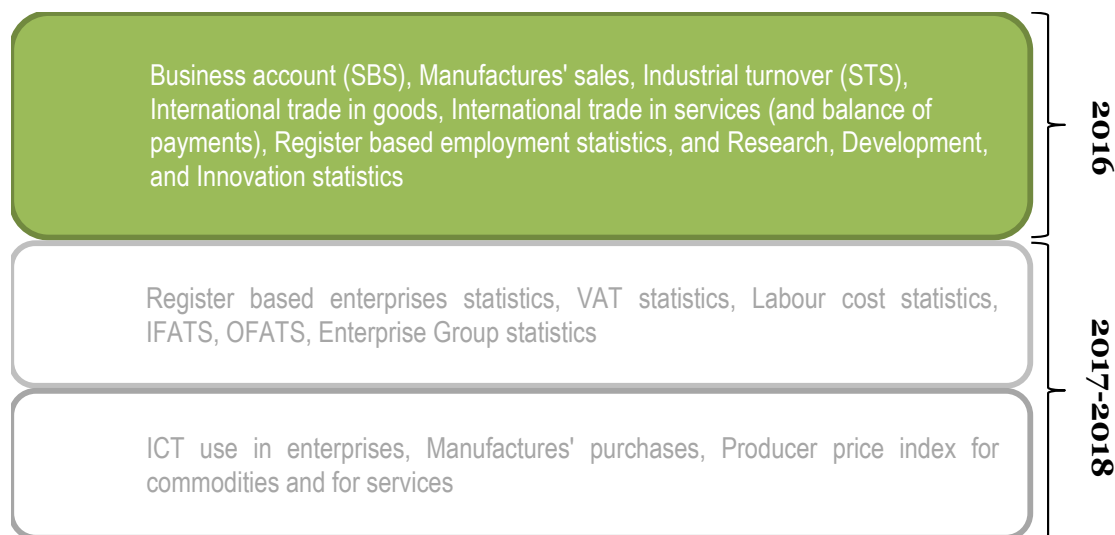 Business account (SBS), Manufactures' sales, Industrial turnover (STS),
International trade in goods, International trade in services (and balance of
payments), Register based employment statistics, and Research, Development,
and Innovation statistics
2016
Register based enterprises statistics, VAT statistics, Labour cost statistics,
IFATS, OFATS, Enterprise Group statistics
ICT use in enterprises, Manufactures' purchases, Producer price index for
commodities and for services
2017-2018